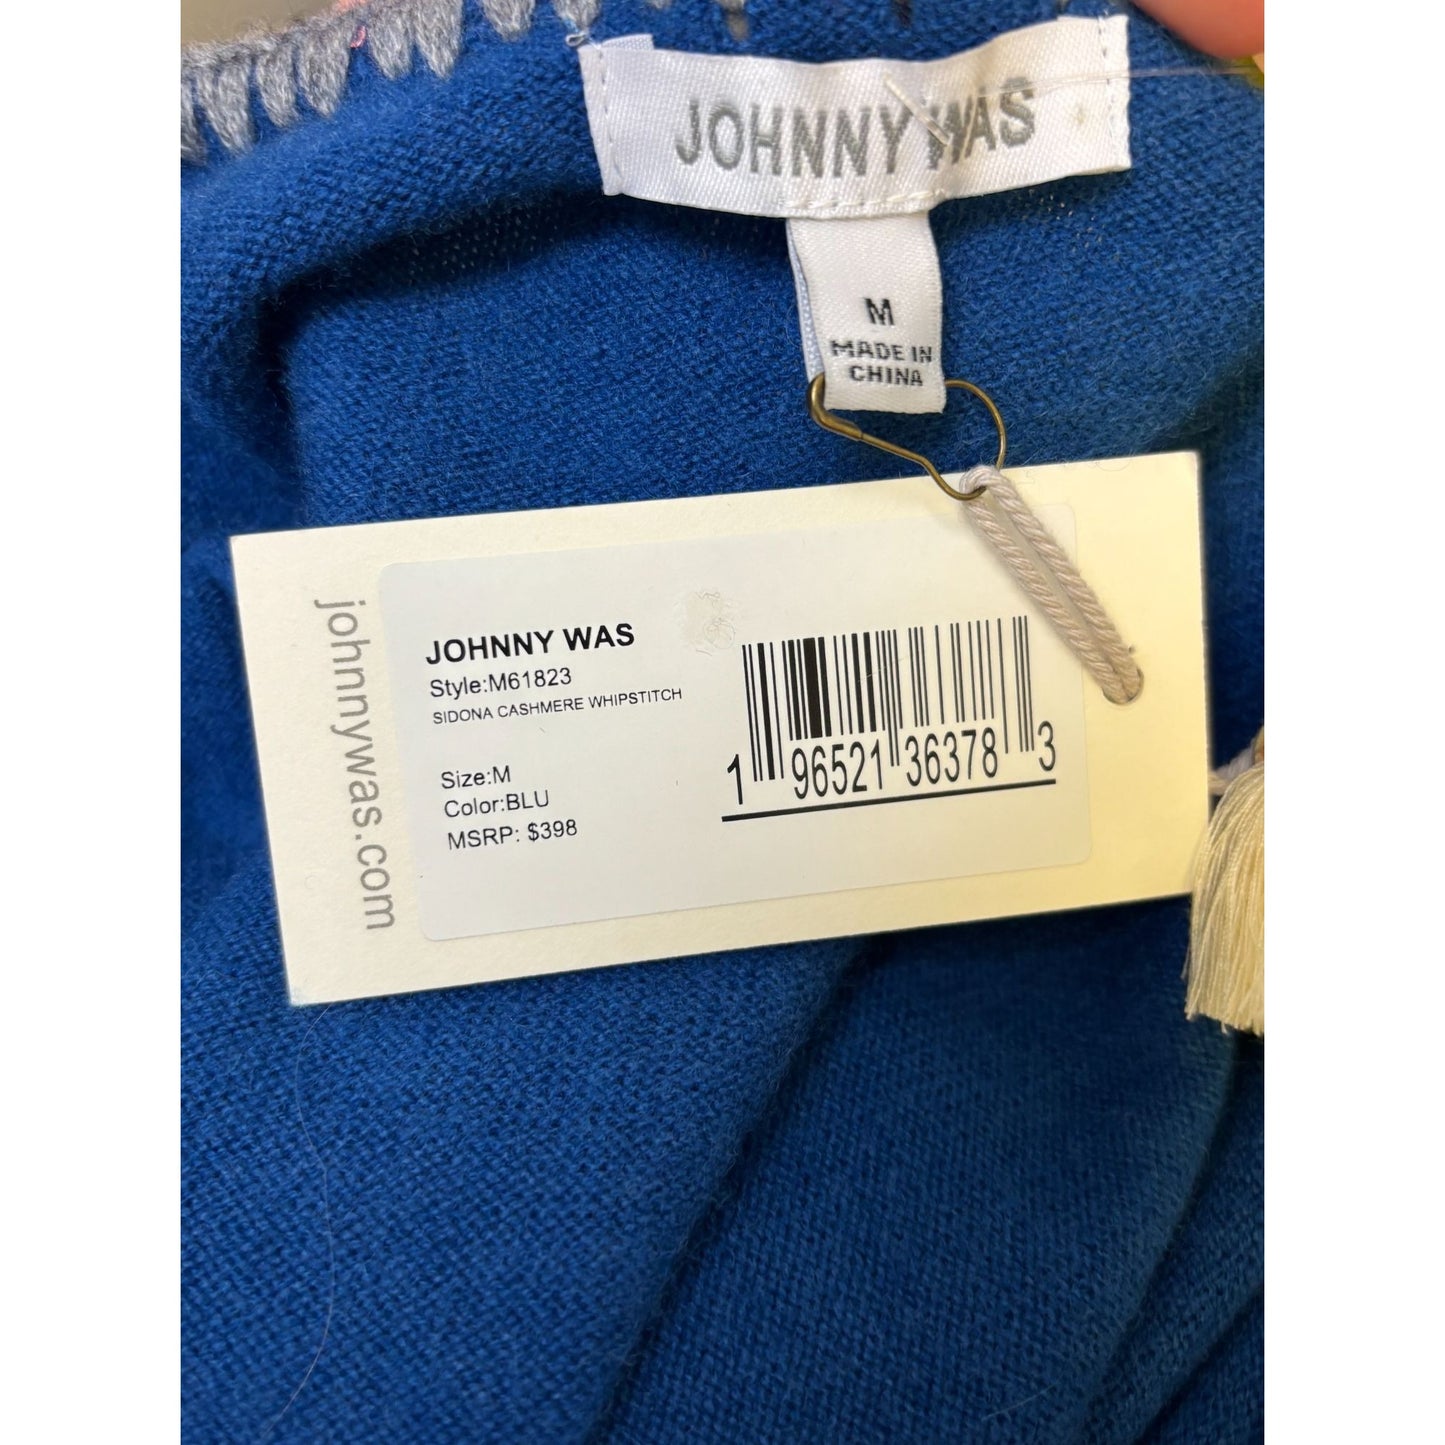 JOHNNY WAS
M
MADE IN
CHINA
johnnywas.com
JOHNNY WAS
Style:M61823
SIDONA CASHMERE WHIPSTITCH
Size:M
Color:BLU
MSRP: $398
1 96521 36378 3